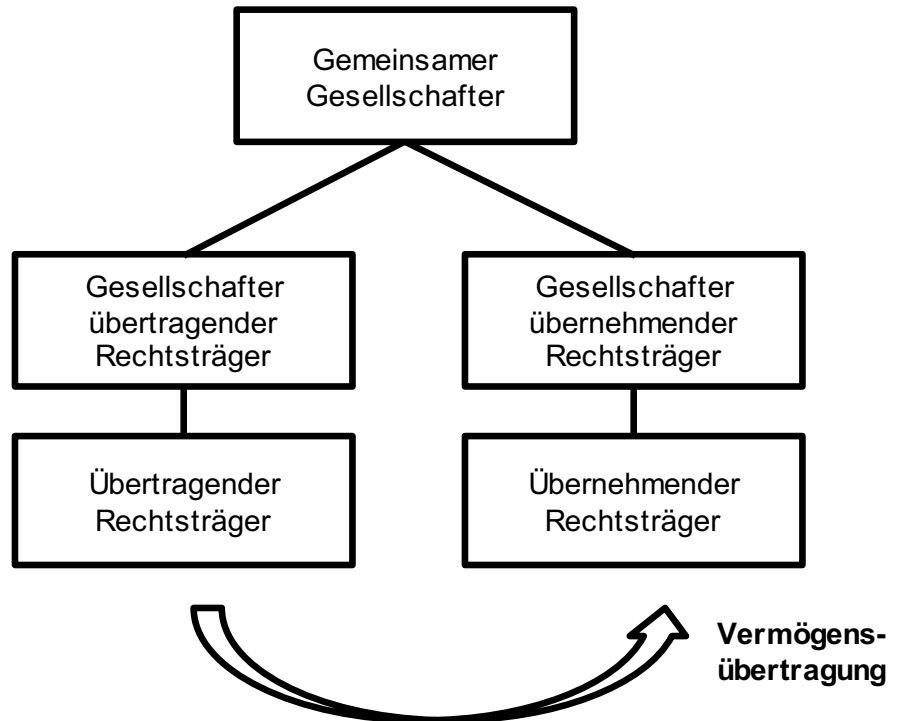 Gemeinsamer
Gesellschafter
Gesellschafter
übertragender
Rechtsträger
Gesellschafter
übernehmender
Rechtsträger
Übertragender
Rechtsträger
Übernehmender
Rechtsträger
Vermögens-
übertragung